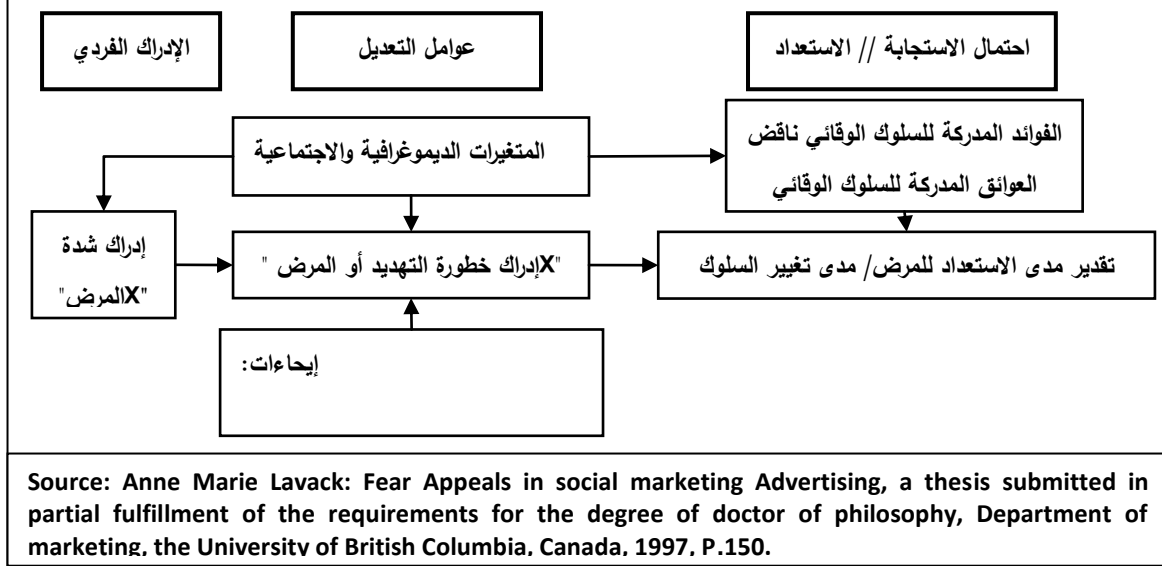 الإدراك الفردي
عوامل التعديل
احتمال الاستجابة // الاستعداد
المتغيرات الديموغرافية والاجتماعية
الفوائد المدركة للسلوك الوقائي ناقض
العوائق المدركة للسلوك الوقائي
إدراك شدة
"Xالمرض"
"Xإدراك خطورة التهديد أو المرض "
تقدير مدى الاستعداد للمرض/ مدى تغيير السلوك
إيحاءات:
Source: Anne Marie Lavack: Fear Appeals in social marketing Advertising, a thesis submitted in
partial fulfillment of the requirements for the degree of doctor of philosophy, Department of
marketing, the University of British Columbia, Canada, 1997, P.150.